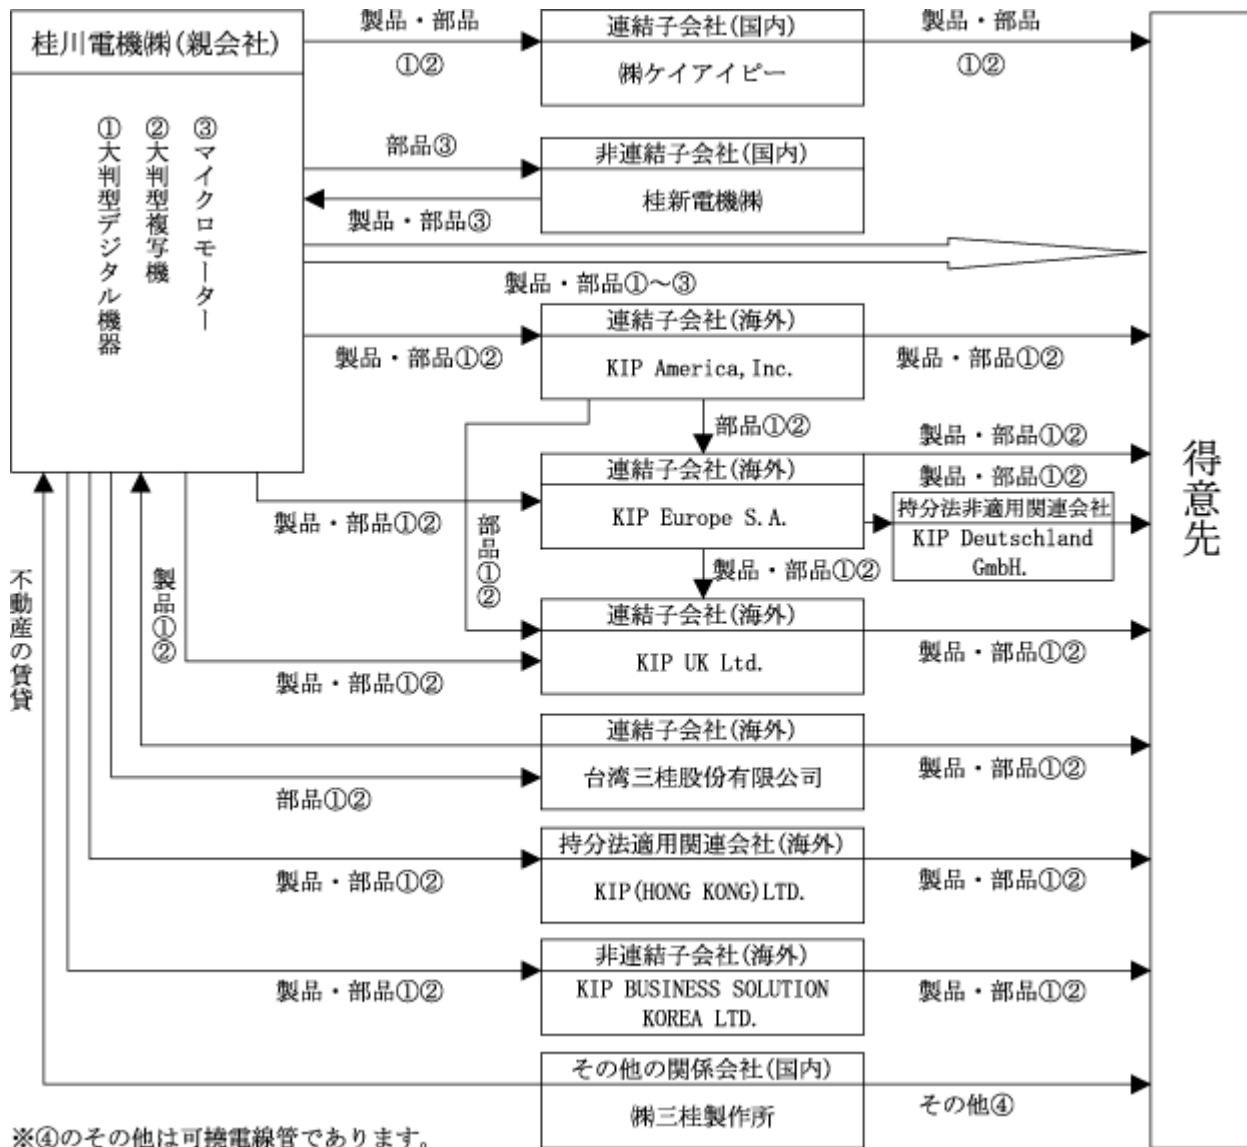 桂川電機㈱(親会社)
①大判型デジタル機器
②大判型複写機
③マイクロモーター
製品・部品
①②
連結子会社(国内)
㈱ケイアイピー
製品・部品
①②
部品③
製品・部品③
非連結子会社(国内)
桂新電機㈱
製品・部品①～③
製品・部品①②
連結子会社(海外)
KIP America,Inc.
製品・部品①②
部品①②
部品①②
製品・部品①②
連結子会社(海外)
KIP Europe S.A.
製品・部品①②
製品・部品①②
持分法非適用関連会社
KIP Deutschland
GmbH.
製品・部品①②
製品・部品①②
連結子会社(海外)
KIP UK Ltd.
製品・部品①②
製品①②
部品①②
連結子会社(海外)
台湾三桂股份有限公司
製品・部品①②
製品・部品①②
持分法適用関連会社(海外)
KIP(HONG KONG)LTD.
製品・部品①②
製品・部品①②
非連結子会社(海外)
KIP BUSINESS SOLUTION
KOREA LTD.
製品・部品①②
不動産の賃貸
その他の関係会社(国内)
㈱三桂製作所
その他④
得意先
※④のその他は可撓電線管であります。